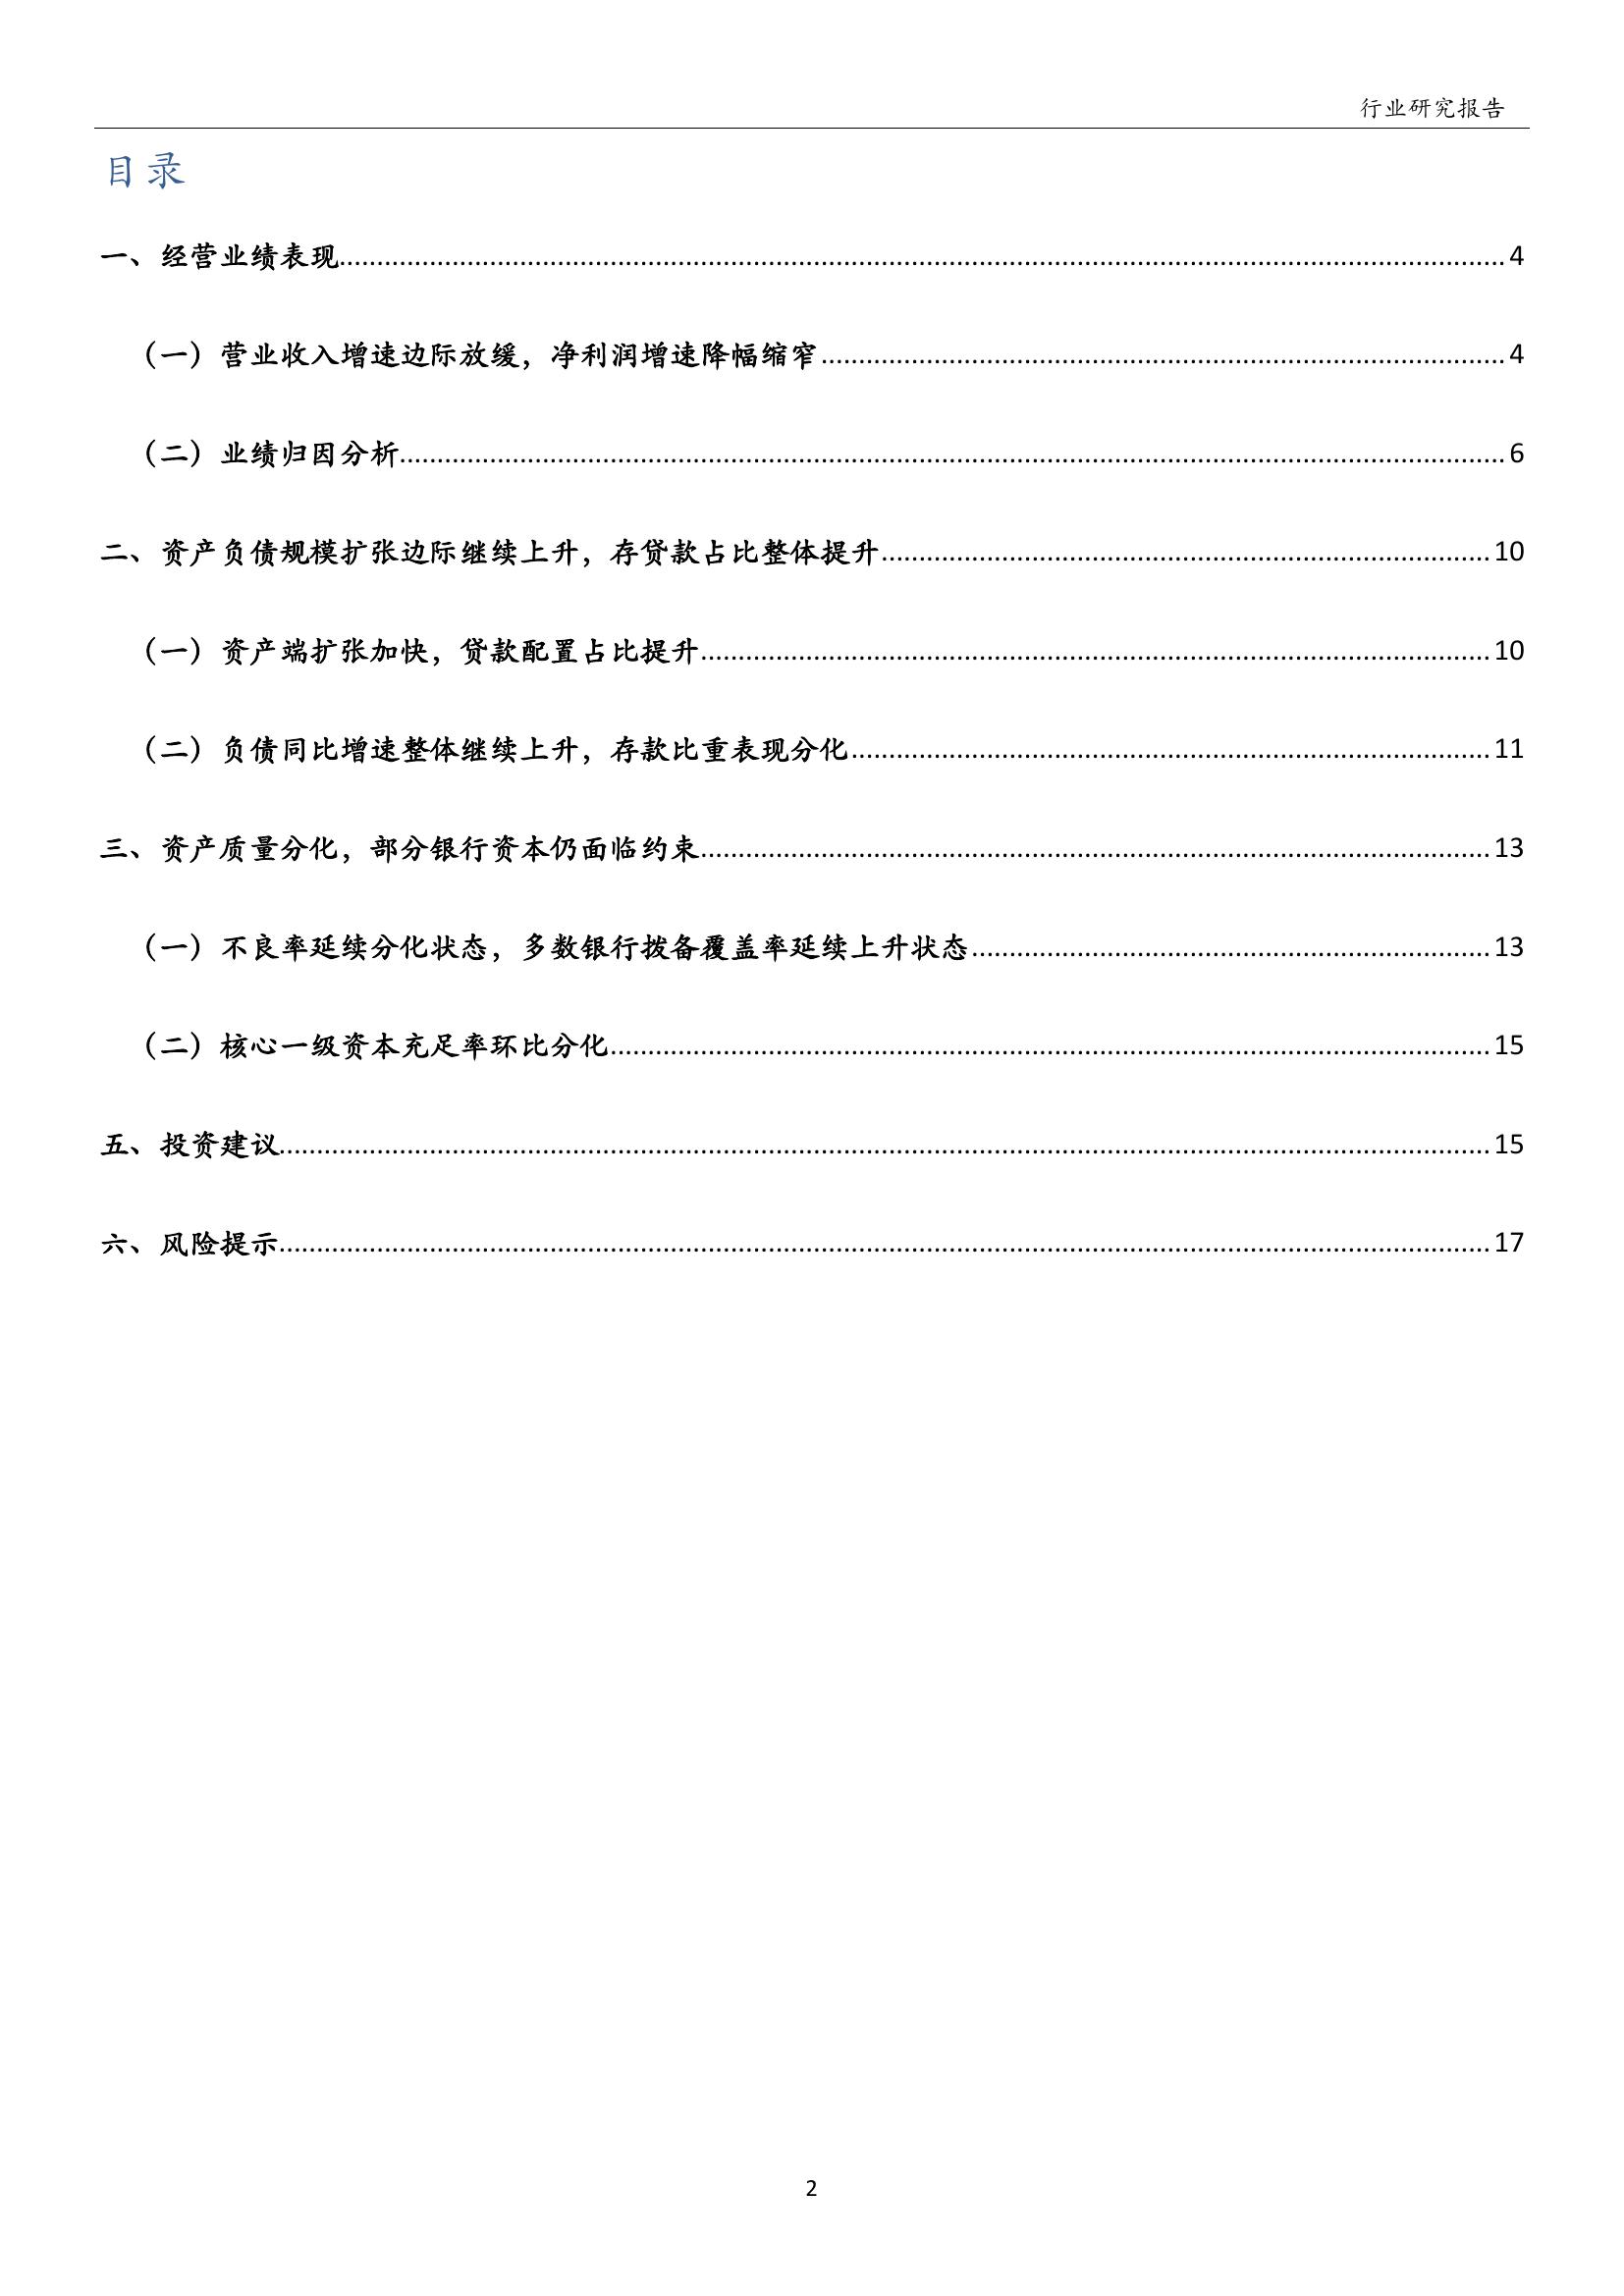 行业研究报告
目录
一、经营业绩表现 4
（一）营业收入增速边际放缓，净利润增速降幅缩窄 4
（二）业绩归因分析 6
二、资产负债规模扩张边际继续上升，存贷款占比整体提升 10
（一）资产端扩张加快，贷款配置占比提升 10
（二）负债同比增速整体继续上升，存款比重表现分化 11
三、资产质量分化，部分银行资本仍面临约束 13
（一）不良率延续分化状态，多数银行拨备覆盖率延续上升状态 13
（二）核心一级资本充足率环比分化 15
五、投资建议 15
六、风险提示 17
2